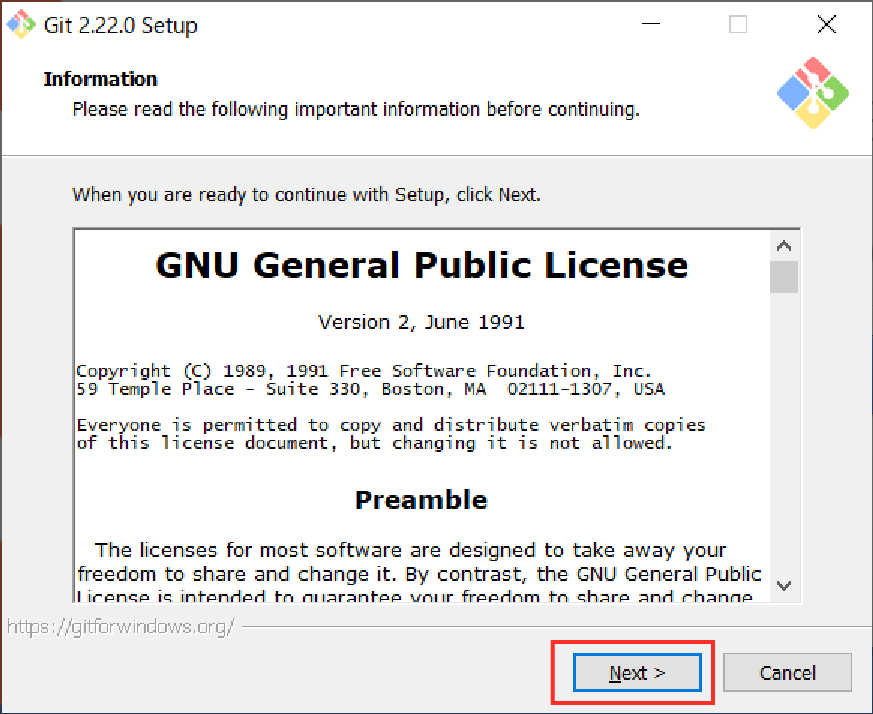 Git 2.22.0 Setup
Information
Please read the following important information before continuing.
When you are ready to continue with Setup, click Next.
GNU General Public License
Version 2, June 1991
Copyright (C) 1989, 1991 Free Software Foundation, Inc.
59 Temple Place - Suite 330, Boston, MA  02111-1307, USA
Everyone is permitted to copy and distribute verbatim copies
of this license document, but changing it is not allowed.
Preamble
The licenses for most software are designed to take away your
freedom to share and change it. By contrast, the GNU General Public
License is intended to guarantee your freedom to share and change
https://gitforwindows.org/
Next >
Cancel